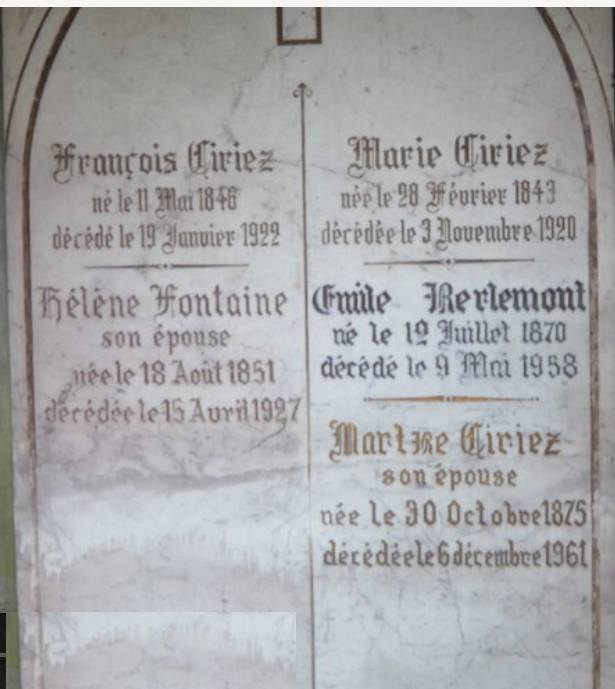 François Ciriez
né le 11 Mai 1846
décédé le 19 Janvier 1922
Hélène Fontaine
son épouse
née le 18 Août 1851
décédée le 15 Avril 1927
Marie Ciriez
née le 28 Février 1843
décédée le 3 Novembre 1920
Emile Berlemont
né le 12 Juillet 1870
décédé le 9 Mai 1958
Martine Ciriez
son épouse
née le 30 Octobre 1875
décédée le 6 décembre 1961